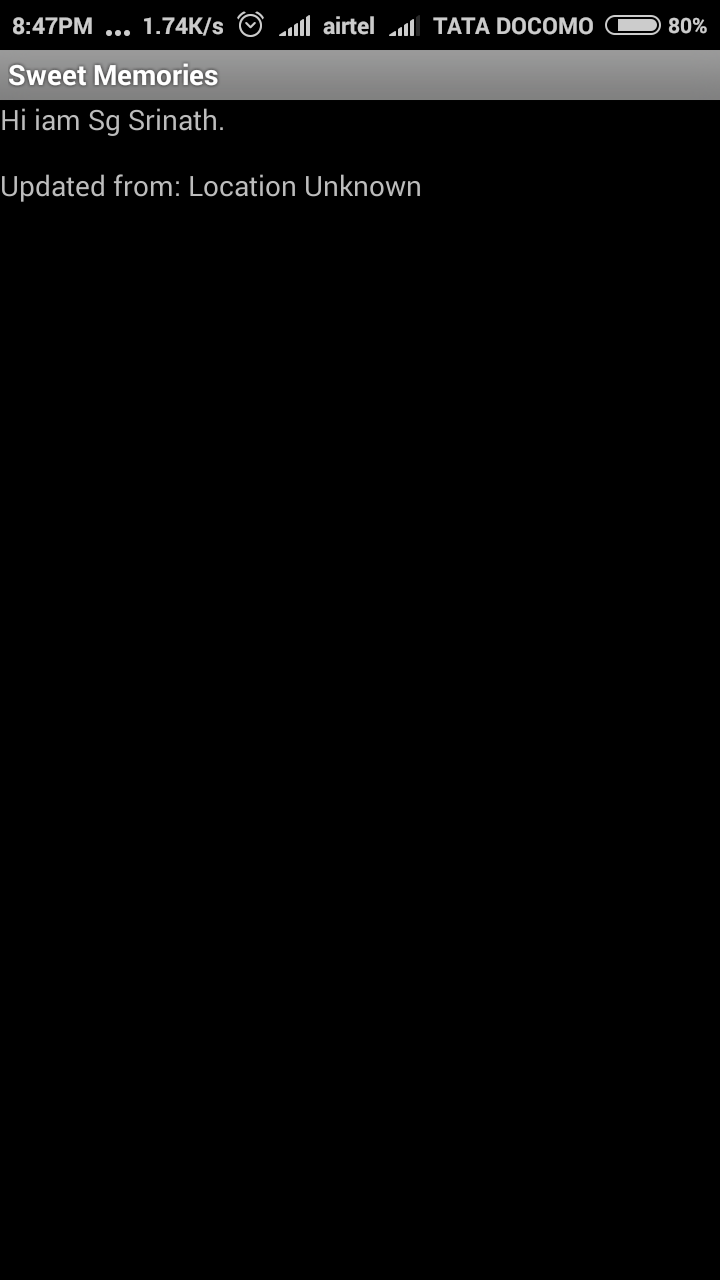 8:47PM ... 1.74K/s airtel TATA DOCOMO 80%
Sweet Memories
Hi iam Sg Srinath.
Updated from: Location Unknown